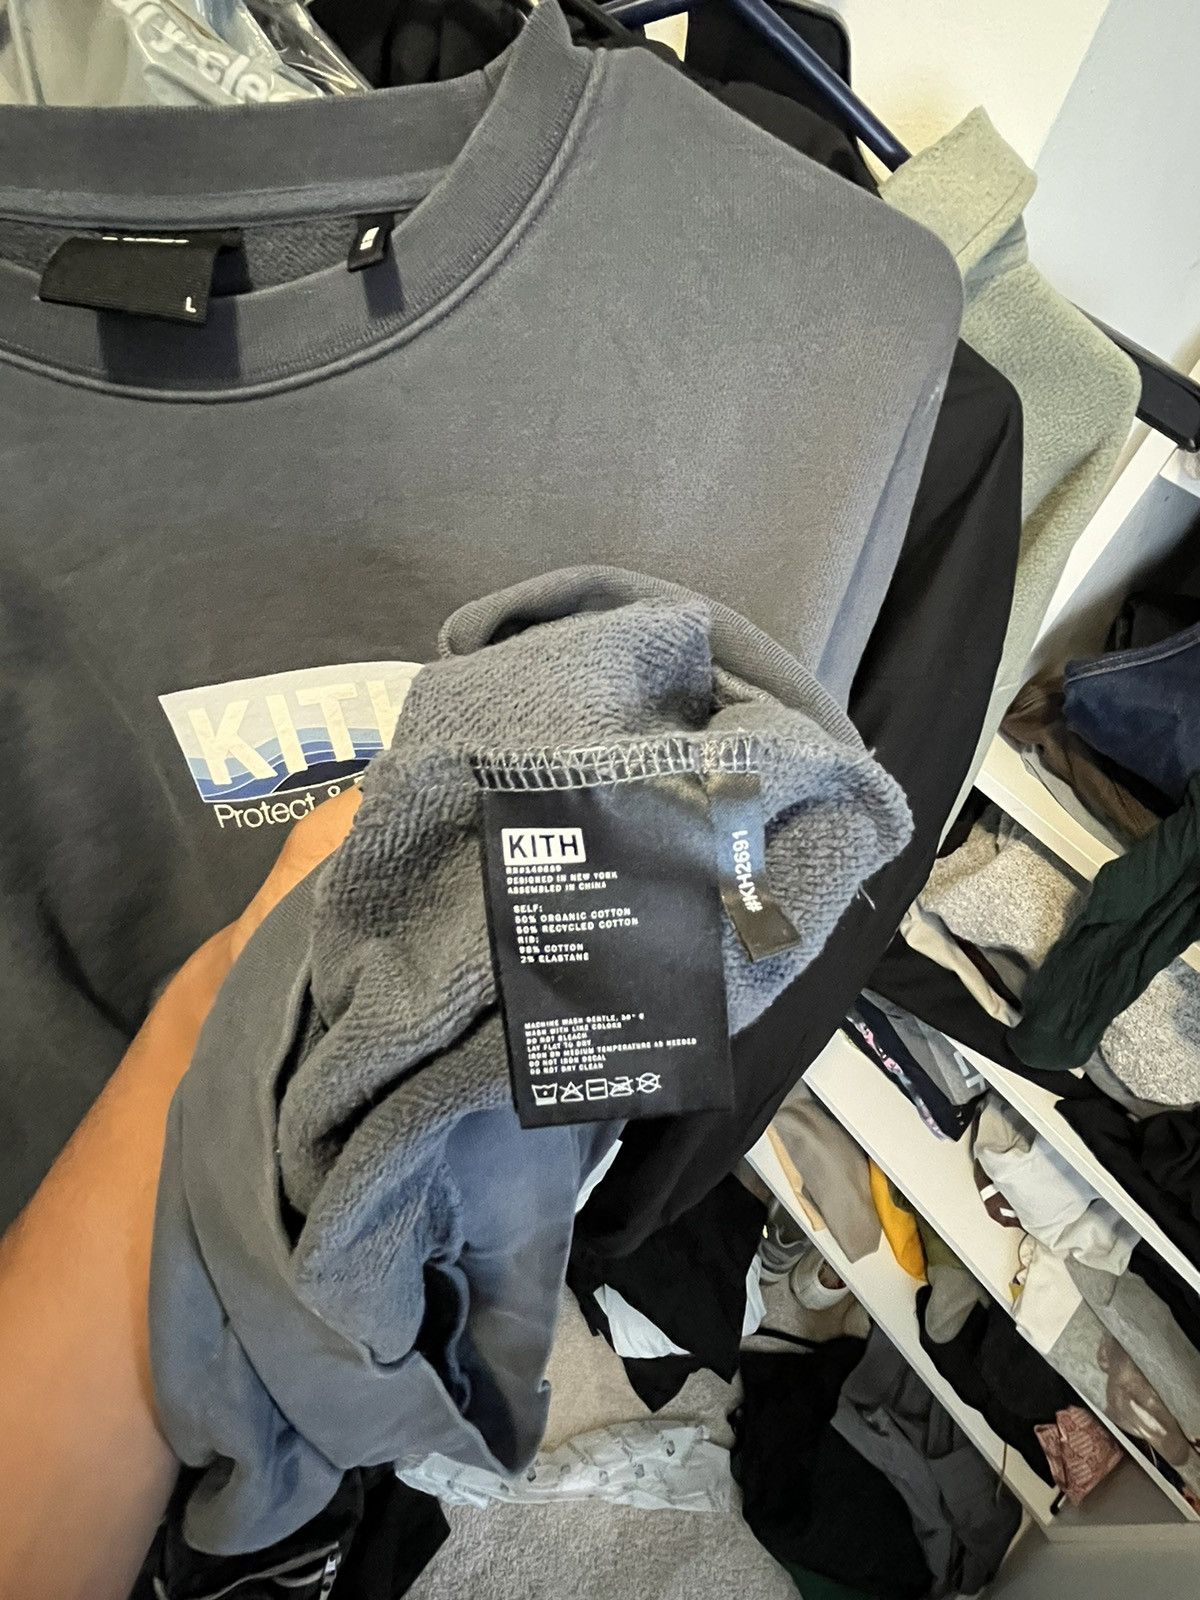 cycle
L
KITH
Protect &
KITH
DESIGNED IN NEW YORK
ASSEMBLED IN CHINA
SELF:
50% ORGANIC COTTON
50% RECYCLED COTTON
RIB:
98% COTTON
2% ELASTANE
MACHINE WASH GENTLE, 30° C
WASH WITH LIKE COLORS
DO NOT BLEACH
LAY FLAT TO DRY
IRON ON MEDIUM TEMPERATURE AS NEEDED
DO NOT IRON DECAL
DO NOT DRY CLEAN
#KH2691